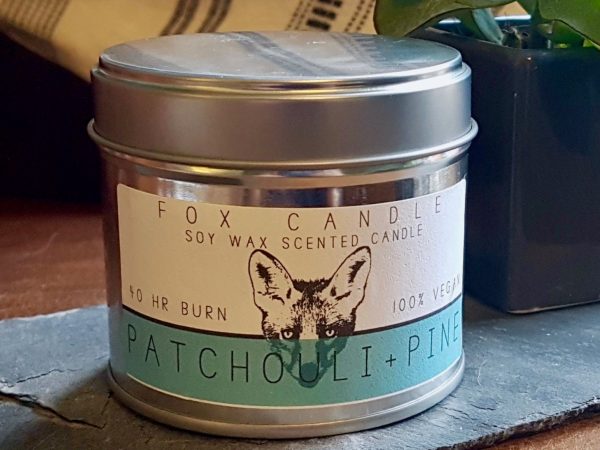 FOX CANDLE
SOY WAX SCENTED CANDLE
40 HR BURN 100% VEGAN
PATCHOULI + PINE